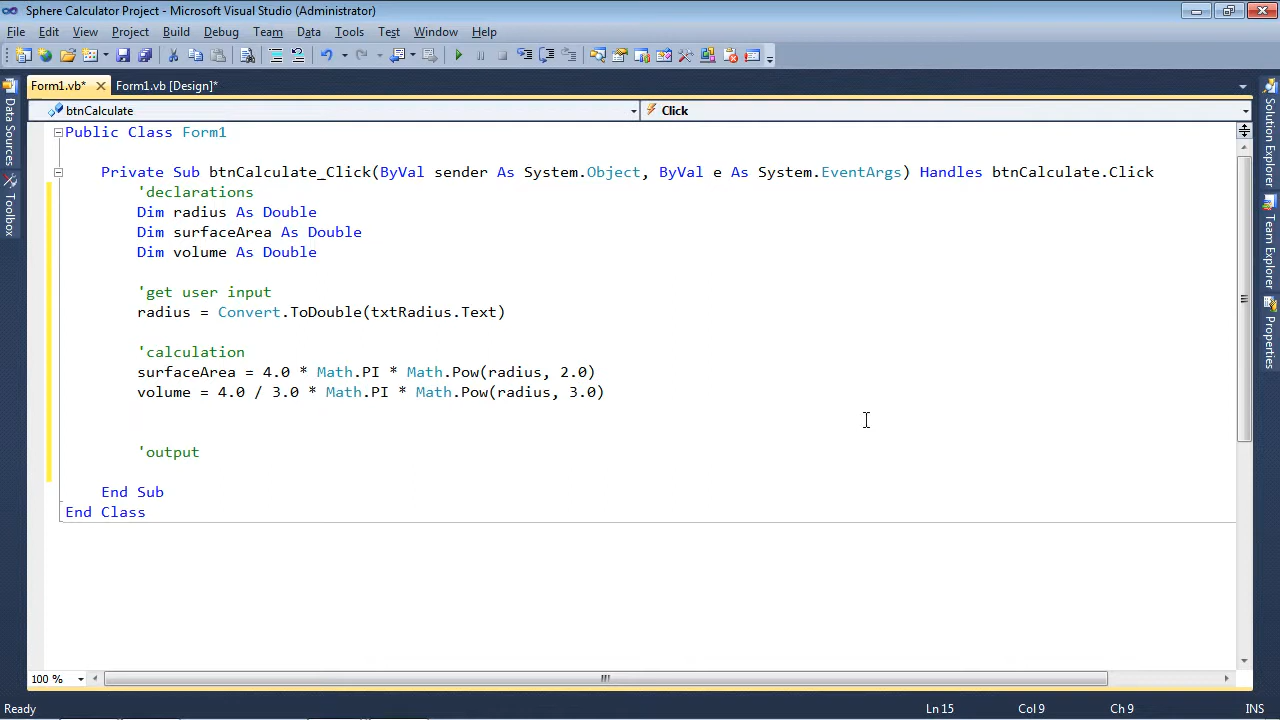 Sphere Calculator Project - Microsoft Visual Studio (Administrator)
File Edit View Project Build Debug Team Data Tools Test Window Help
Form1.vb* Form1.vb [Design]*
btnCalculate Click
Data Sources
Toolbox
Public Class Form1
Private Sub btnCalculate_Click(ByVal sender As System.Object, ByVal e As System.EventArgs) Handles btnCalculate.Click
'declarations
Dim radius As Double
Dim surfaceArea As Double
Dim volume As Double
'get user input
radius = Convert.ToDouble(txtRadius.Text)
'calculation
surfaceArea = 4.0 * Math.PI * Math.Pow(radius, 2.0)
volume = 4.0 / 3.0 * Math.PI * Math.Pow(radius, 3.0)
'output
End Sub
End Class
Solution Explorer
Team Explorer
Properties
100 %
Ready Ln 15 Col 9 Ch 9 INS